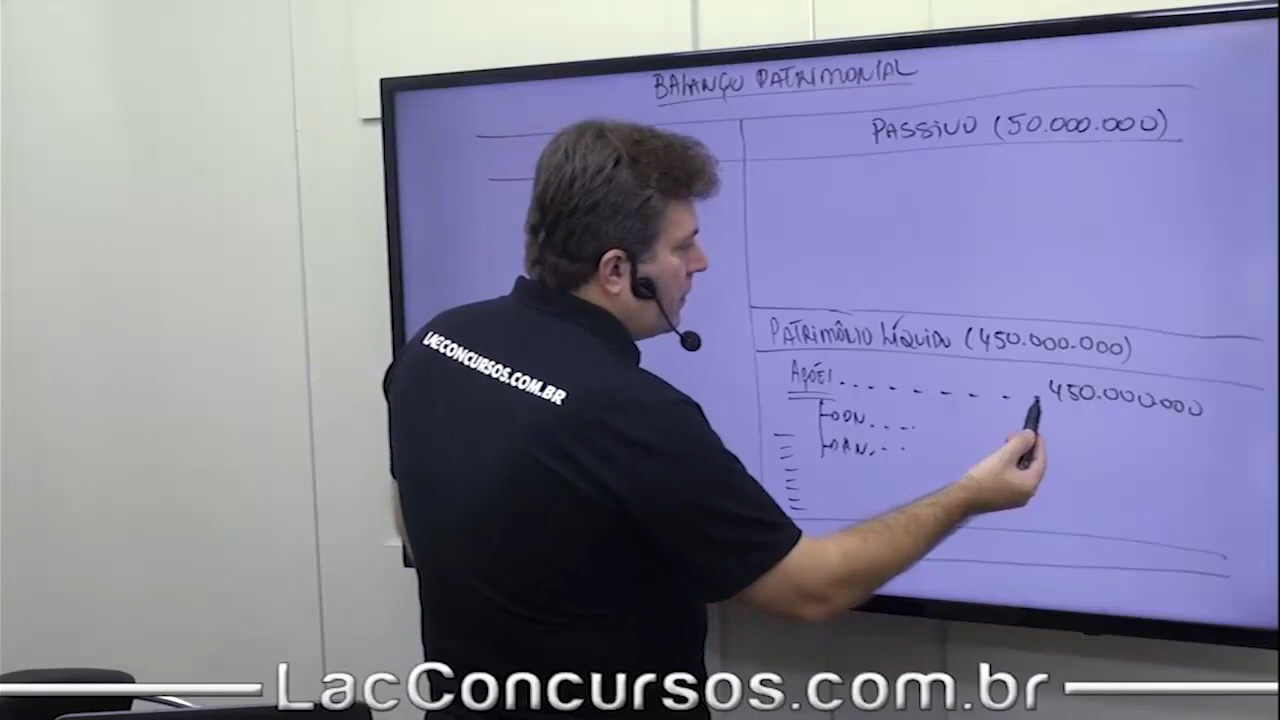 BALANÇO PATRIMONIAL
PASSIVO (50.000.000)
PATRIMÔNIO LÍQUIDO (450.000.000)
AÇÕES . . . . . . . . 450.000.000
LACCONCURSOS.COM.BR
LacConcursos.com.br